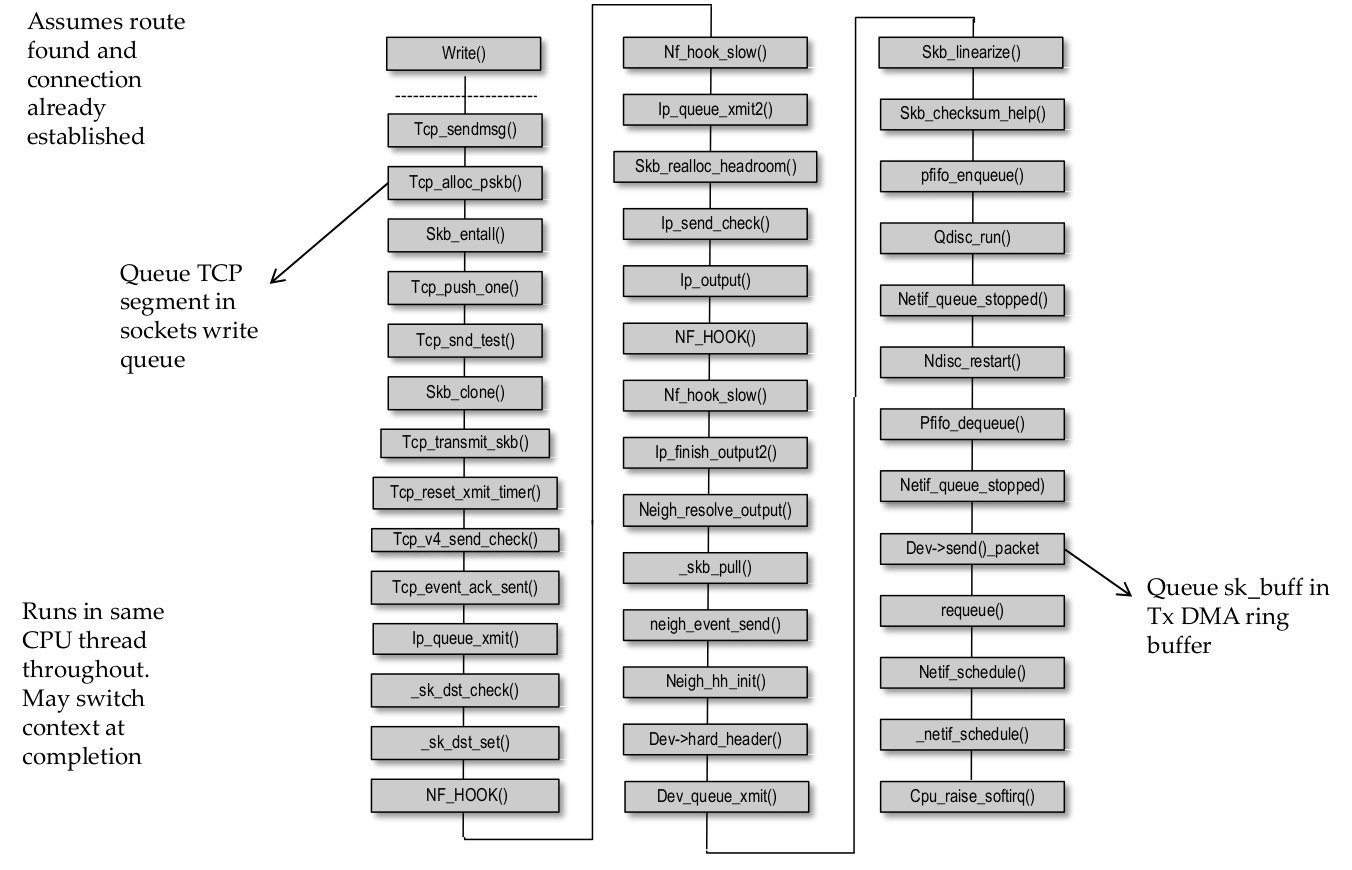 Assumes route
found and
connection
already
established
Write()
Tcp_sendmsg()
Tcp_alloc_pskb()
Skb_entall()
Tcp_push_one()
Tcp_snd_test()
Skb_clone()
Tcp_transmit_skb()
Tcp_reset_xmit_timer()
Tcp_v4_send_check()
Tcp_event_ack_sent()
Ip_queue_xmit()
_sk_dst_check()
_sk_dst_set()
NF_HOOK()
Queue TCP
segment in
sockets write
queue
Runs in same
CPU thread
throughout.
May switch
context at
completion
Nf_hook_slow()
Ip_queue_xmit2()
Skb_realloc_headroom()
Ip_send_check()
Ip_output()
NF_HOOK()
Nf_hook_slow()
Ip_finish_output2()
Neigh_resolve_output()
_skb_pull()
neigh_event_send()
Neigh_hh_init()
Dev->hard_header()
Dev_queue_xmit()
Skb_linearize()
Skb_checksum_help()
pfifo_enqueue()
Qdisc_run()
Netif_queue_stopped()
Ndisc_restart()
Pfifo_dequeue()
Netif_queue_stopped)
Dev->send()_packet
requeue()
Netif_schedule()
_netif_schedule()
Cpu_raise_softirq()
Queue sk_buff in
Tx DMA ring
buffer